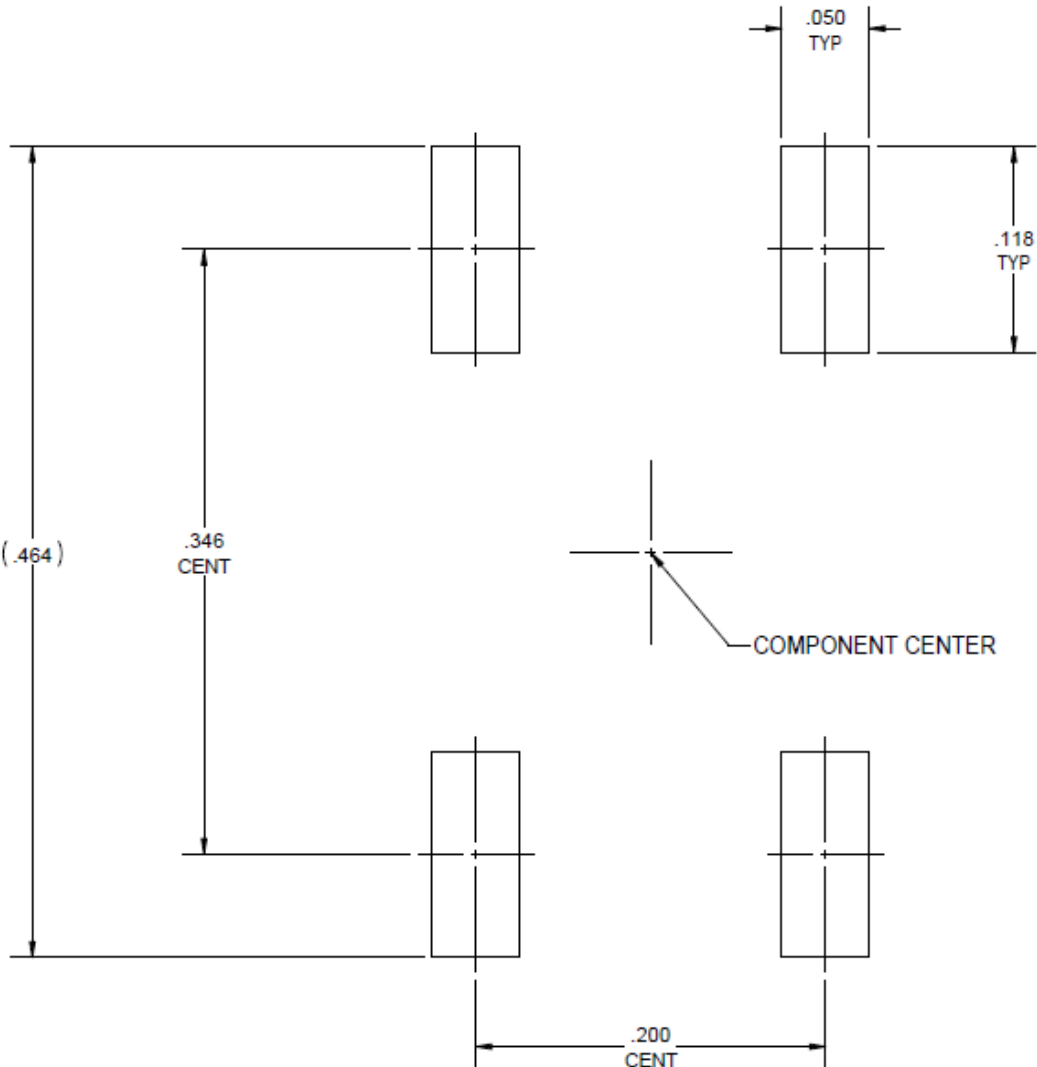 .050
TYP
.118
TYP
(.464)
.346
CENT
COMPONENT CENTER
.200
CENT